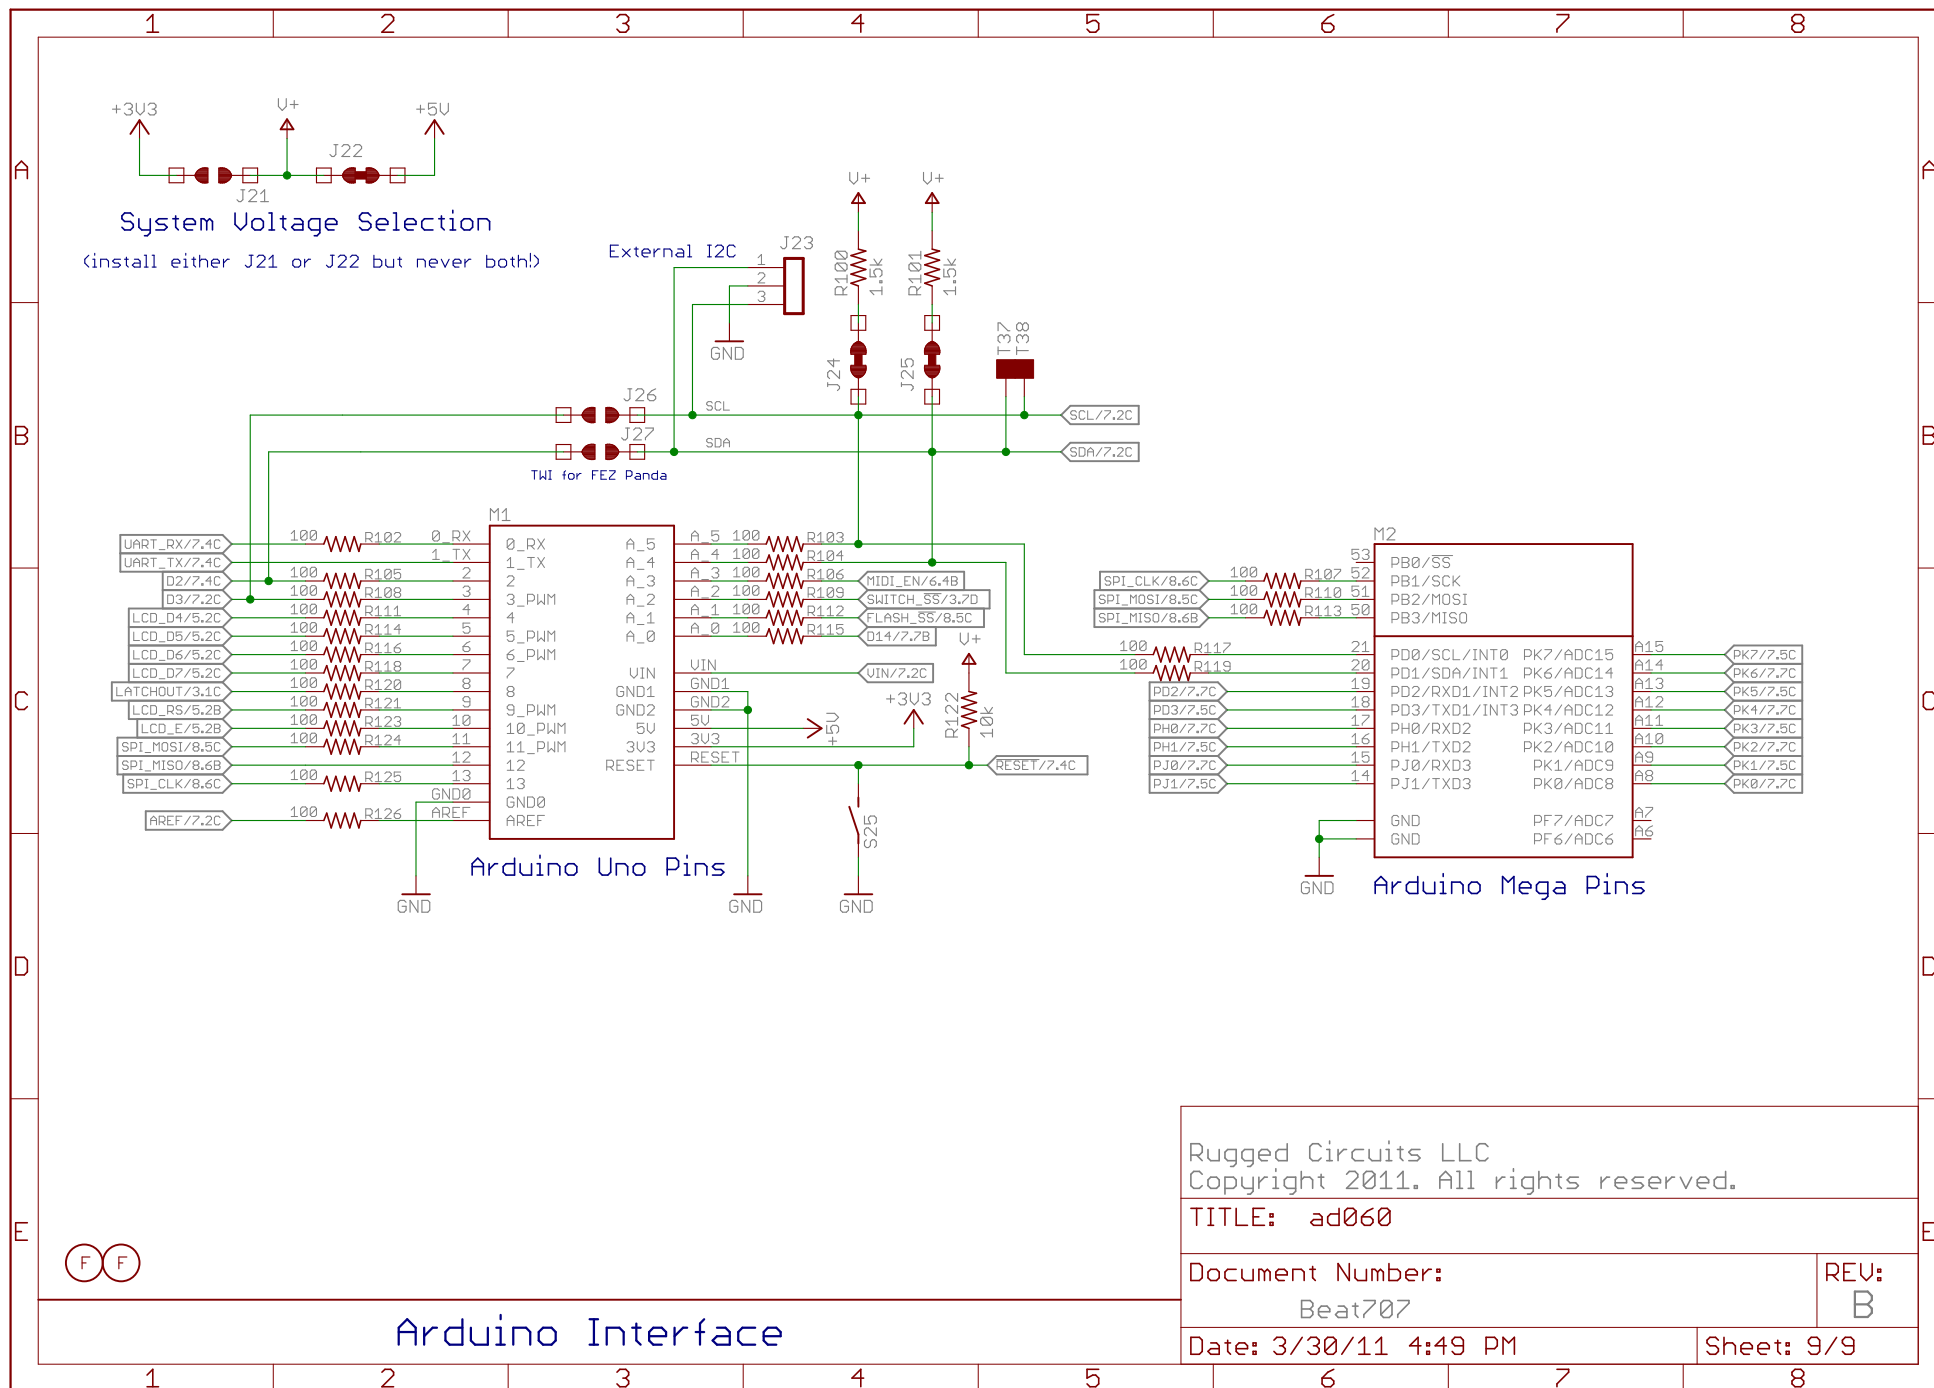 1 2 3 4 5 6 7 8
A A
B B
C C
D D
E E
+3V3 V+ +5V
J22
J21
System Voltage Selection
(install either J21 or J22 but never both!)
External I2C J23
1
2
3
GND
V+ V+
R100 1.5k R101 1.5k
J24 J25
T37 T38
J26 SCL SCL/7.2C
J27 SDA SDA/7.2C
TWI for FEZ Panda
M1
UART_RX/7.4C 100 R102 0_RX 0_RX A_5 A_5 100 R103
UART_TX/7.4C 1_TX 1_TX A_4 A_4 100 R104
D2/7.4C 100 R105 2 2 A_3 A_3 100 R106 MIDI_EN/6.4B
D3/7.2C 100 R108 3 3_PWM A_2 A_2 100 R109 SWITCH_SS/3.7D
LCD_D4/5.2C 100 R111 4 4 A_1 A_1 100 R112 FLASH_SS/8.5C
LCD_D5/5.2C 100 R114 5 5_PWM A_0 A_0 100 R115 D14/7.7B
LCD_D6/5.2C 100 R116 6 6_PWM
LCD_D7/5.2C 100 R118 7 7 VIN VIN VIN/7.2C
LATCHOUT/3.1C 100 R120 8 8 GND1 GND1
LCD_RS/5.2B 100 R121 9 9_PWM GND2 GND2
LCD_E/5.2B 100 R123 10 10_PWM 5V 5V +5V
SPI_MOSI/8.5C 100 R124 11 11_PWM 3V3 3V3 +3V3
SPI_MISO/8.6B 12 12 RESET RESET RESET/7.4C
SPI_CLK/8.6C 100 R125 13 13
GND0 GND0
AREF/7.2C 100 R126 AREF AREF
V+
R122 10k
S25
Arduino Uno Pins
GND GND GND
M2
53 PB0/SS
SPI_CLK/8.6C 100 R107 52 PB1/SCK
SPI_MOSI/8.5C 100 R110 51 PB2/MOSI
SPI_MISO/8.6B 100 R113 50 PB3/MISO
100 R117 21 PD0/SCL/INT0 PK7/ADC15 A15 PK7/7.5C
100 R119 20 PD1/SDA/INT1 PK6/ADC14 A14 PK6/7.7C
PD2/7.7C 19 PD2/RXD1/INT2 PK5/ADC13 A13 PK5/7.5C
PD3/7.5C 18 PD3/TXD1/INT3 PK4/ADC12 A12 PK4/7.7C
PH0/7.7C 17 PH0/RXD2 PK3/ADC11 A11 PK3/7.5C
PH1/7.5C 16 PH1/TXD2 PK2/ADC10 A10 PK2/7.7C
PJ0/7.7C 15 PJ0/RXD3 PK1/ADC9 A9 PK1/7.5C
PJ1/7.5C 14 PJ1/TXD3 PK0/ADC8 A8 PK0/7.7C
GND PF7/ADC7 A7
GND PF6/ADC6 A6
GND
Arduino Mega Pins
Rugged Circuits LLC
Copyright 2011. All rights reserved.
TITLE: ad060
Document Number: REV:
Beat707 B
Date: 3/30/11 4:49 PM Sheet: 9/9
F F
Arduino Interface
1 2 3 4 5 6 7 8